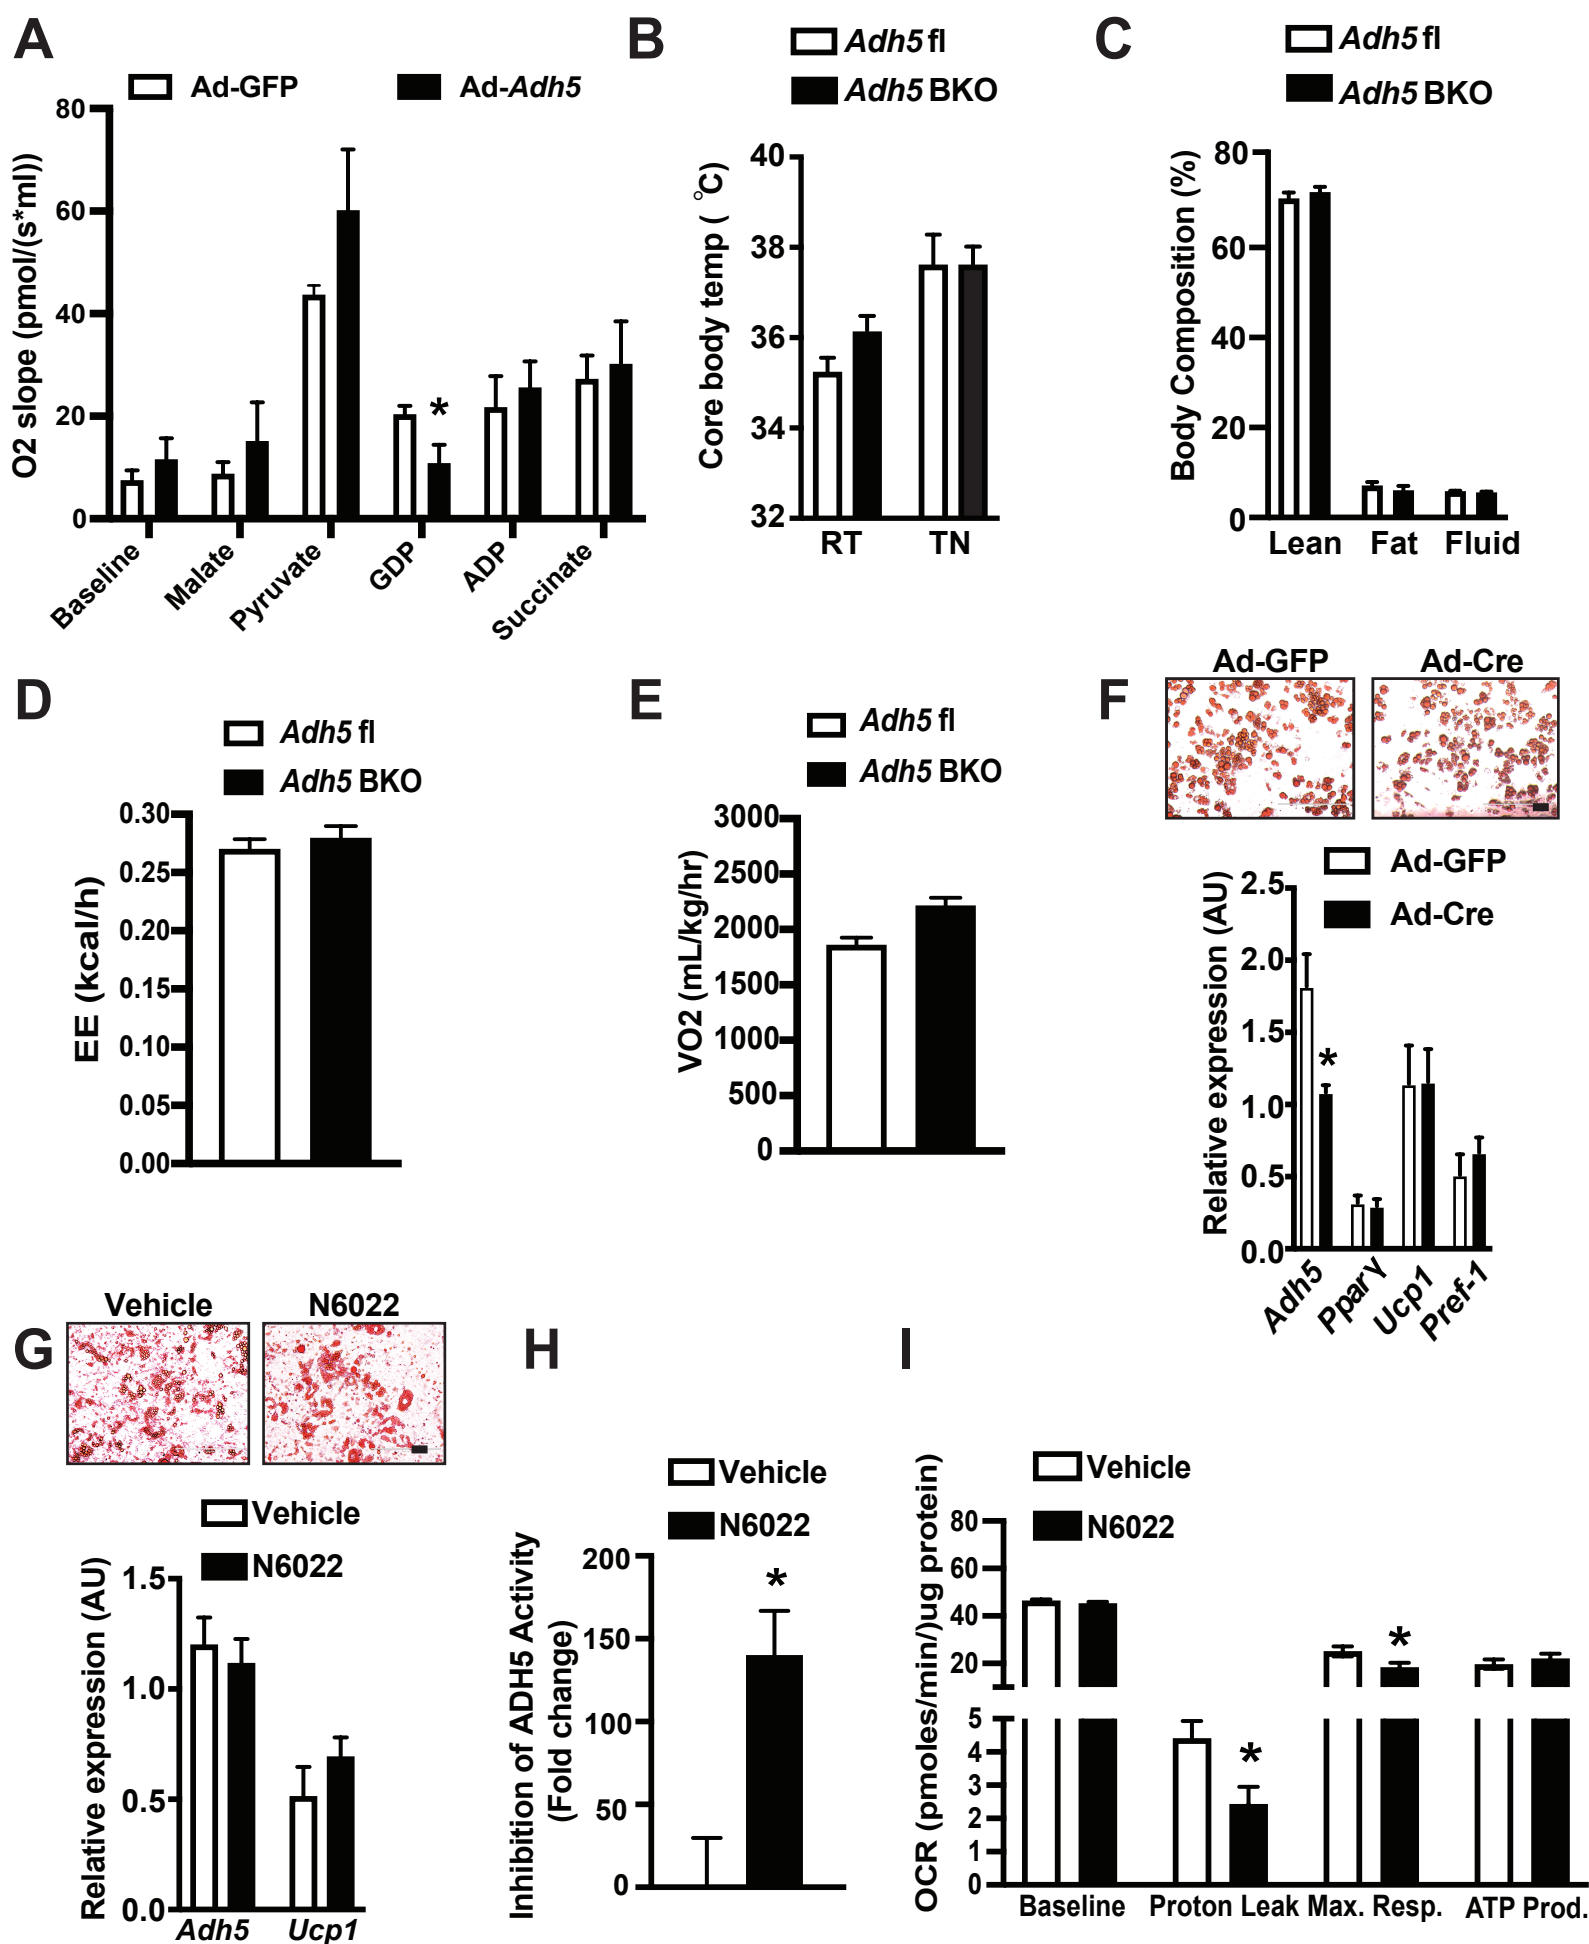 A
Ad-GFP
Ad-Adh5
O2 slope (pmol/(s*ml))
80
60
40
20
0
*
Baseline
Malate
Pyruvate
GDP
ADP
Succinate
B
Adh5 fl
Adh5 BKO
Core body temp ( °C)
40
38
36
34
32
RT
TN
C
Adh5 fl
Adh5 BKO
Body Composition (%)
80
60
40
20
0
Lean
Fat
Fluid
D
Adh5 fl
Adh5 BKO
EE (kcal/h)
0.30
0.25
0.20
0.15
0.10
0.05
0.00
E
Adh5 fl
Adh5 BKO
VO2 (mL/kg/hr)
3000
2500
2000
1500
1000
500
0
F
Ad-GFP
Ad-Cre
Ad-GFP
Ad-Cre
Relative expression (AU)
2.5
2.0
1.5
1.0
0.5
0.0
*
Adh5
Pparγ
Ucp1
Pref-1
G
Vehicle
N6022
Vehicle
N6022
Relative expression (AU)
1.5
1.0
0.5
0.0
Adh5
Ucp1
H
Vehicle
N6022
Inhibition of ADH5 Activity
(Fold change)
200
150
100
50
0
*
I
Vehicle
N6022
OCR (pmoles/min/)ug protein)
80
60
40
20
5
4
3
2
1
0
*
*
Baseline
Proton Leak
Max. Resp.
ATP Prod.